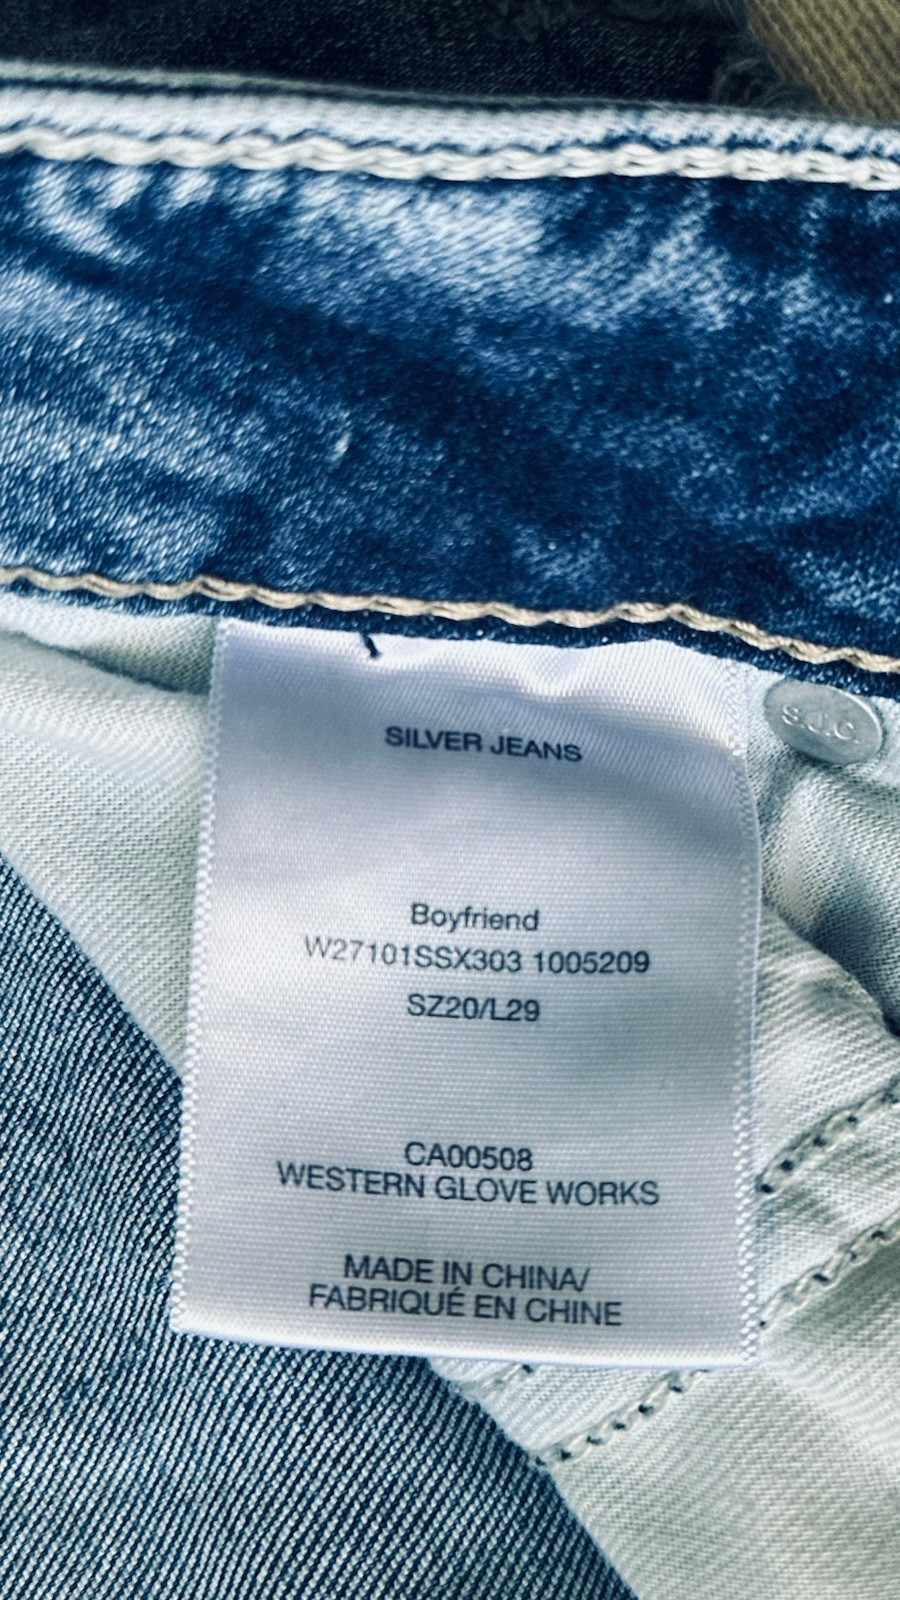 SILVER JEANS
S.J.C.
Boyfriend
W27101SSX303 1005209
SZ20/L29
CA00508
WESTERN GLOVE WORKS
MADE IN CHINA/
FABRIQUÉ EN CHINE